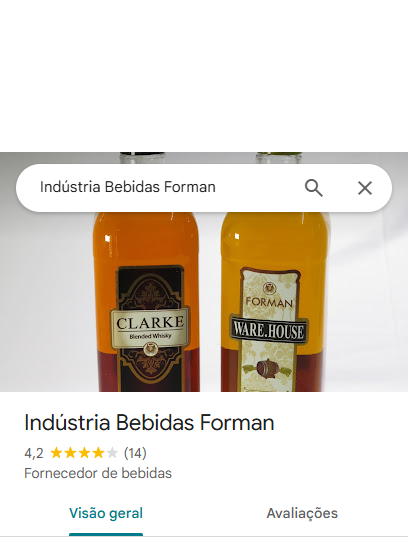 Indústria Bebidas Forman
CLARKE
Blended Whisky
FORMAN
WARE.HOUSE
Indústria Bebidas Forman
4,2 (14)
Fornecedor de bebidas
Visão geral Avaliações